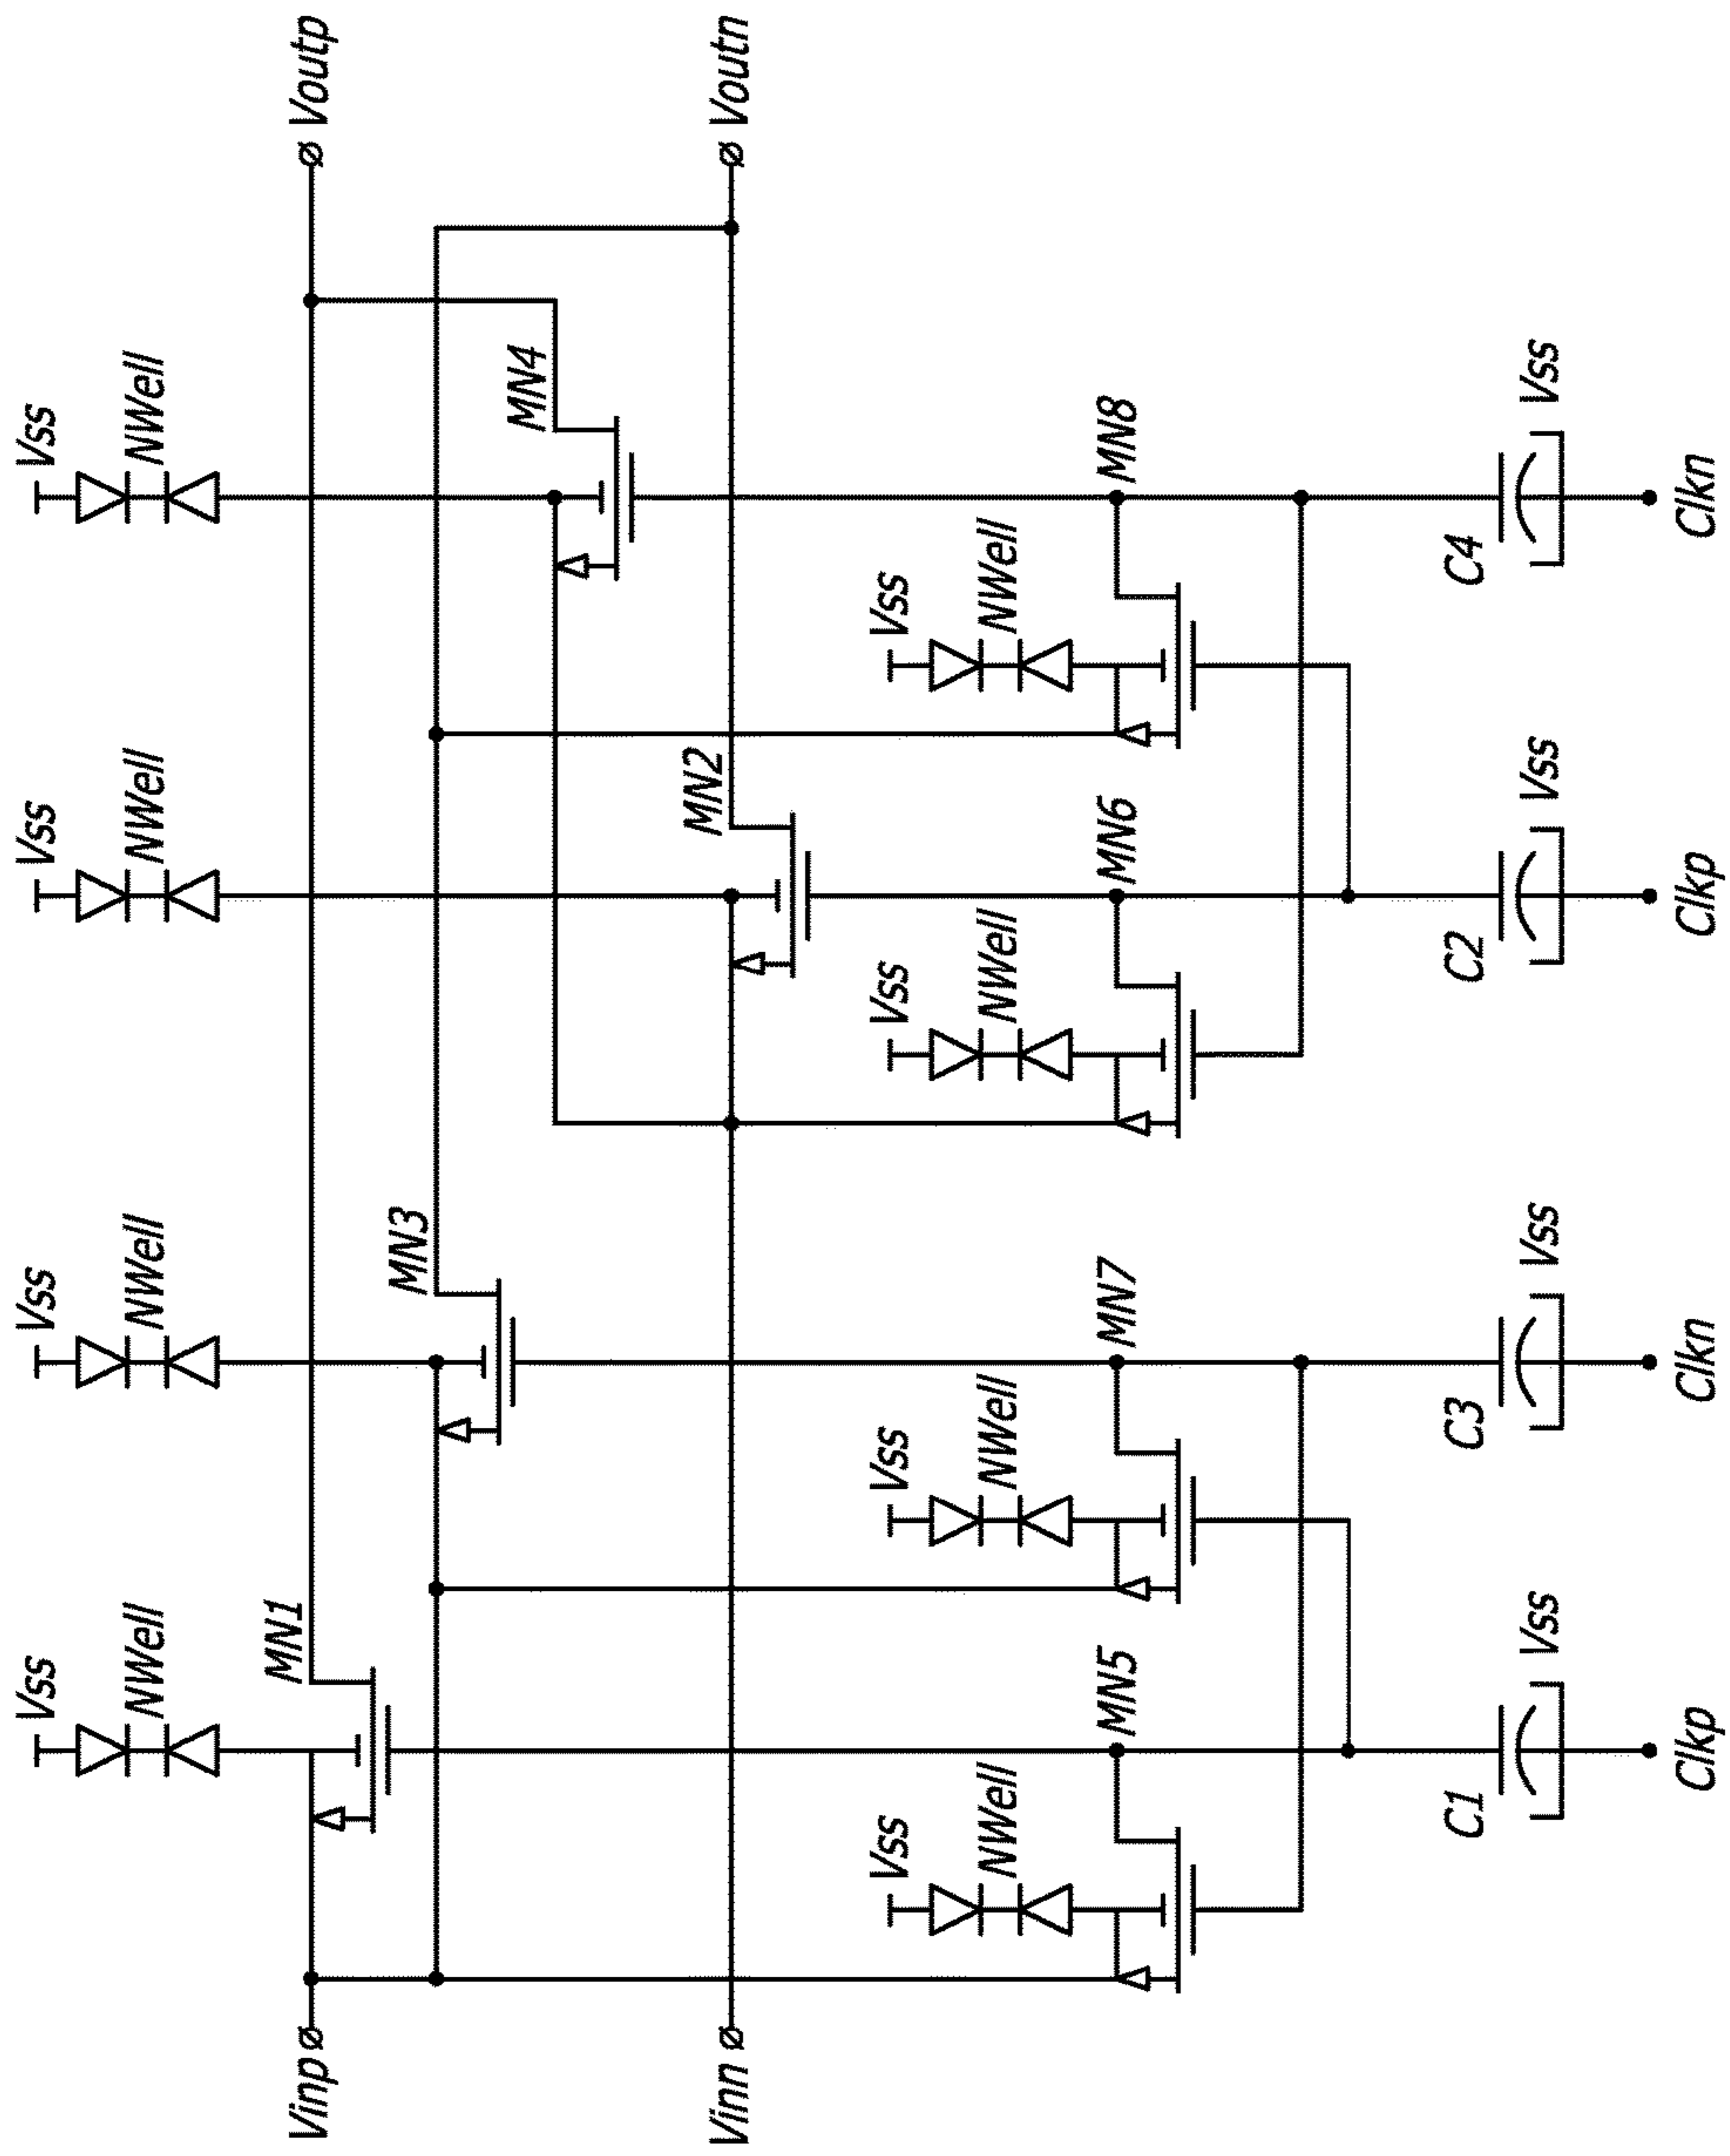 Vss
Vss
Vss
Vss
NWell
NWell
NWell
NWell
Vinp ø
MN1
ø Voutp
MN3
MN4
Vinn ø
MN2
ø Voutn
Vss
Vss
Vss
Vss
NWell
NWell
NWell
NWell
MN5
MN7
MN6
MN8
C1
C3
C2
C4
Vss
Vss
Vss
Vss
Clkp
Clkn
Clkp
Clkn